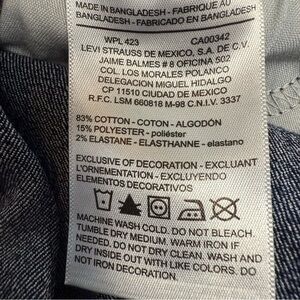 MADE IN BANGLADESH - FABRIQUE AU
BANGLADESH - FABRICADO EN BANGLADESH
WPL 423 CA00342
LEVI STRAUSS DE MEXICO, S.A. DE C.V.
JAIME BALMES # 8 OFICINA 502
COL. LOS MORALES POLANCO
DELEGACION MIGUEL HIDALGO
CP 11510 CIUDAD DE MEXICO
R.F.C. LSM 660818 M-98 C.N.I.V. 3337
83% COTTON - COTON - ALGODÓN
15% POLYESTER - poliéster
2% ELASTANE - ELASTHANNE - elastano
EXCLUSIVE OF DECORATION - EXCLUANT
L'ORNEMENTATION - EXCLUYENDO
ELEMENTOS DECORATIVOS
MACHINE WASH COLD. DO NOT BLEACH.
TUMBLE DRY MEDIUM. WARM IRON IF
NEEDED. DO NOT DRY CLEAN. WASH AND
DRY INSIDE OUT WITH LIKE COLORS. DO
NOT IRON DECORATION.